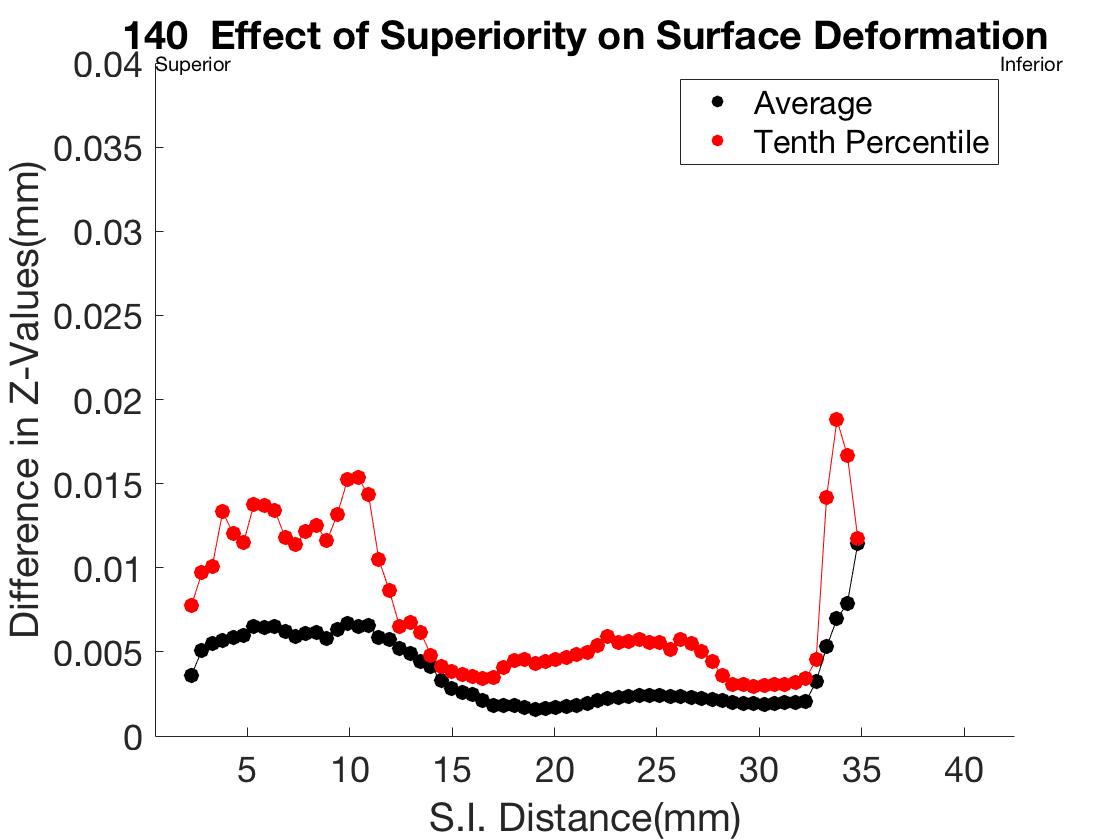 140 Effect of Superiority on Surface Deformation
Superior
Inferior
Average
Tenth Percentile
Difference in Z-Values(mm)
0.04
0.035
0.03
0.025
0.02
0.015
0.01
0.005
0
5 10 15 20 25 30 35 40
S.I. Distance(mm)